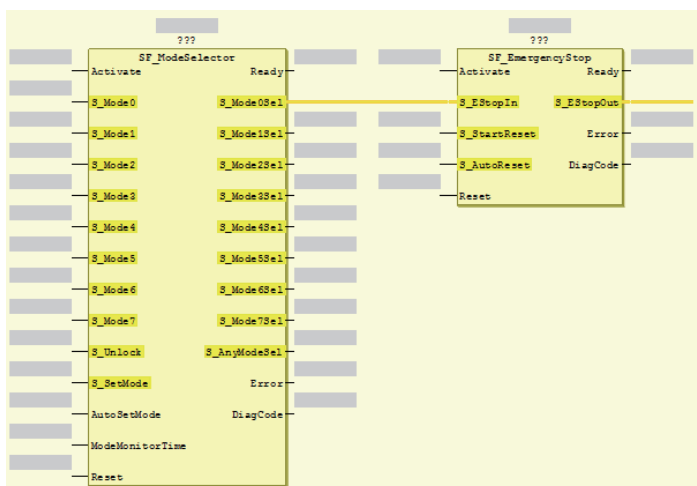 ???
SF_ModeSelector
Activate Ready
S_Mode0 S_Mode0Sel
S_Mode1 S_Mode1Sel
S_Mode2 S_Mode2Sel
S_Mode3 S_Mode3Sel
S_Mode4 S_Mode4Sel
S_Mode5 S_Mode5Sel
S_Mode6 S_Mode6Sel
S_Mode7 S_Mode7Sel
S_Unlock S_AnyModeSel
S_SetMode Error
AutoSetMode DiagCode
ModeMonitorTime
Reset
???
SF_EmergencyStop
Activate Ready
S_EStopIn S_EStopOut
S_StartReset Error
S_AutoReset DiagCode
Reset